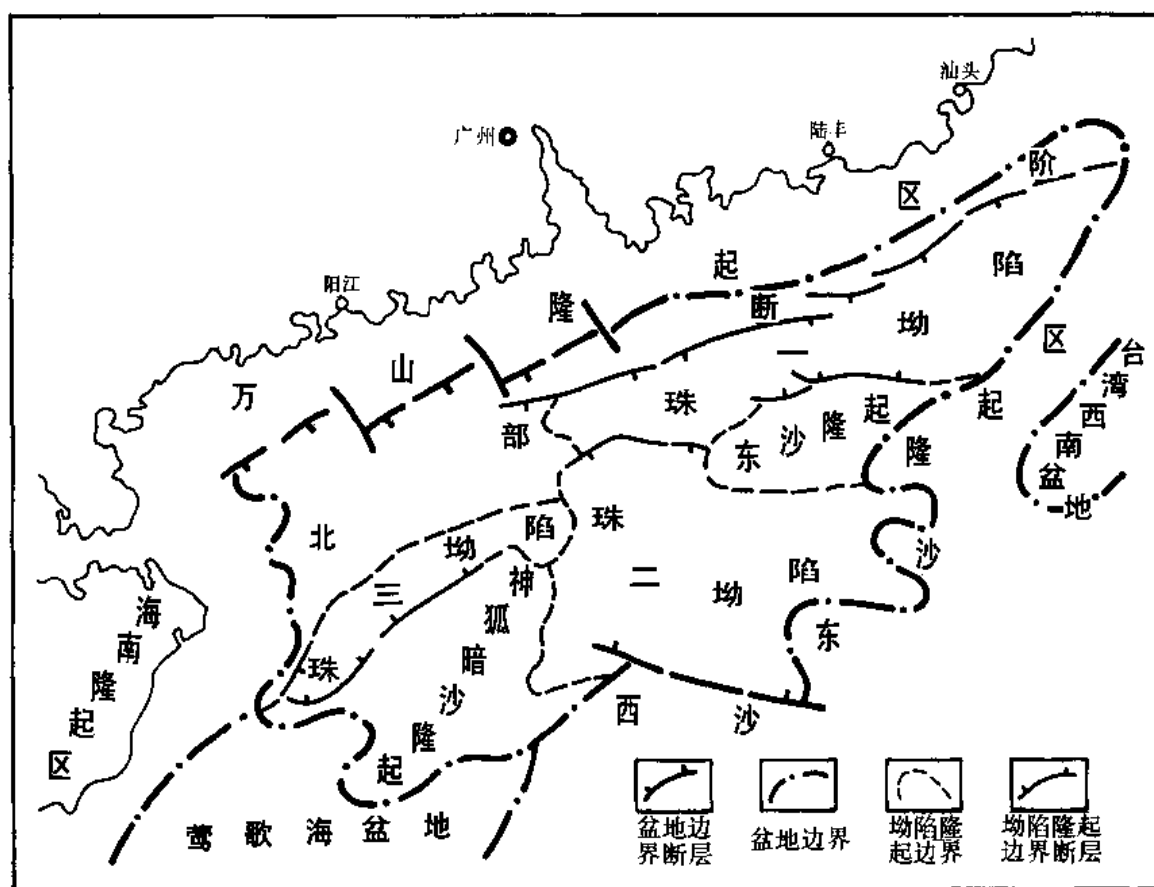 汕头
广州
陆丰
阳江
万山隆起区
北部断阶
珠一坳陷
东沙隆起
珠二坳陷
珠三坳陷
神狐暗沙隆起
东沙隆起区
台湾西南盆地
海南隆起区
西沙
莺歌海盆地
盆地边
界断层
盆地边界
坳陷隆
起边界
坳陷隆起
边界断层